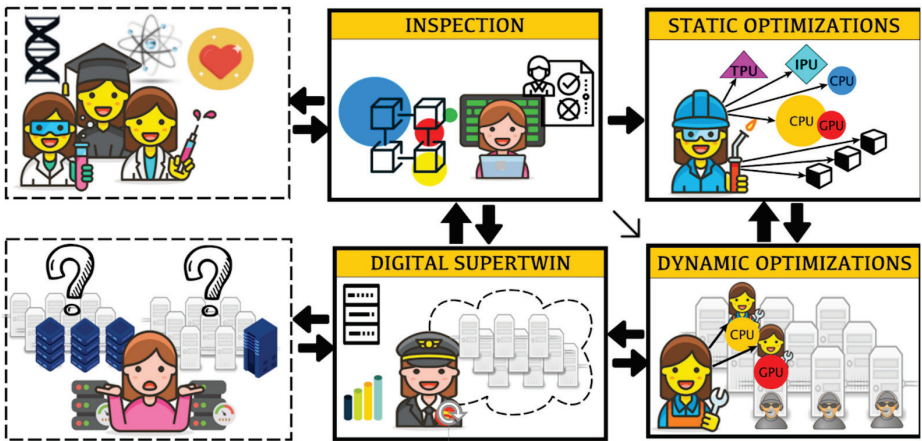 INSPECTION
STATIC OPTIMIZATIONS
TPU
IPU
CPU
CPU
GPU
DIGITAL SUPERTWIN
DYNAMIC OPTIMIZATIONS
? ?
CPU
GPU